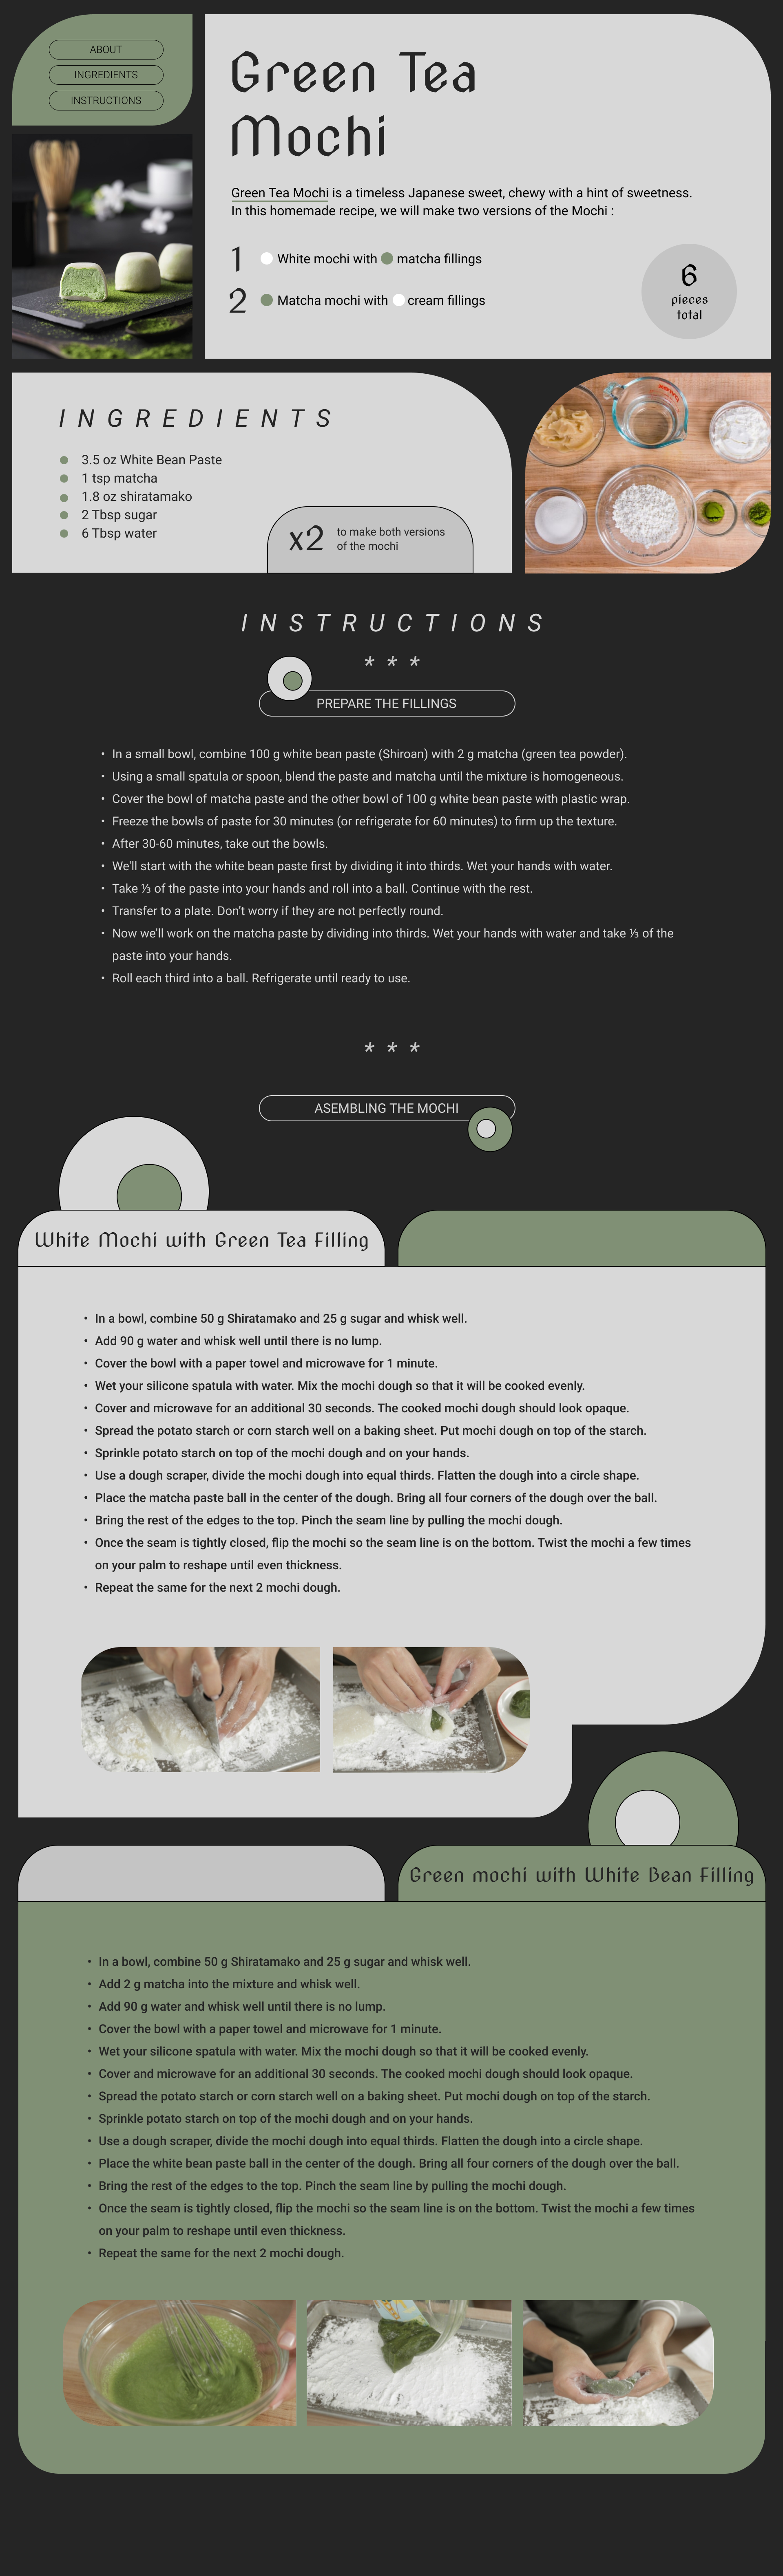 ABOUT
INGREDIENTS
INSTRUCTIONS
Green Tea
Mochi
Green Tea Mochi is a timeless Japanese sweet, chewy with a hint of sweetness.
In this homemade recipe, we will make two versions of the Mochi :
1 White mochi with matcha fillings
2 Matcha mochi with cream fillings
6
pieces
total
INGREDIENTS
3.5 oz White Bean Paste
1 tsp matcha
1.8 oz shiratamako
2 Tbsp sugar
6 Tbsp water
x2 to make both versions
of the mochi
INSTRUCTIONS
* * *
PREPARE THE FILLINGS
• In a small bowl, combine 100 g white bean paste (Shiroan) with 2 g matcha (green tea powder).
• Using a small spatula or spoon, blend the paste and matcha until the mixture is homogeneous.
• Cover the bowl of matcha paste and the other bowl of 100 g white bean paste with plastic wrap.
• Freeze the bowls of paste for 30 minutes (or refrigerate for 60 minutes) to firm up the texture.
• After 30-60 minutes, take out the bowls.
• We'll start with the white bean paste first by dividing it into thirds. Wet your hands with water.
• Take ⅓ of the paste into your hands and roll into a ball. Continue with the rest.
• Transfer to a plate. Don’t worry if they are not perfectly round.
• Now we'll work on the matcha paste by dividing into thirds. Wet your hands with water and take ⅓ of the
paste into your hands.
• Roll each third into a ball. Refrigerate until ready to use.
* * *
ASEMBLING THE MOCHI
White Mochi with Green Tea Filling
• In a bowl, combine 50 g Shiratamako and 25 g sugar and whisk well.
• Add 90 g water and whisk well until there is no lump.
• Cover the bowl with a paper towel and microwave for 1 minute.
• Wet your silicone spatula with water. Mix the mochi dough so that it will be cooked evenly.
• Cover and microwave for an additional 30 seconds. The cooked mochi dough should look opaque.
• Spread the potato starch or corn starch well on a baking sheet. Put mochi dough on top of the starch.
• Sprinkle potato starch on top of the mochi dough and on your hands.
• Use a dough scraper, divide the mochi dough into equal thirds. Flatten the dough into a circle shape.
• Place the matcha paste ball in the center of the dough. Bring all four corners of the dough over the ball.
• Bring the rest of the edges to the top. Pinch the seam line by pulling the mochi dough.
• Once the seam is tightly closed, flip the mochi so the seam line is on the bottom. Twist the mochi a few times
on your palm to reshape until even thickness.
• Repeat the same for the next 2 mochi dough.
Green mochi with White Bean Filling
• In a bowl, combine 50 g Shiratamako and 25 g sugar and whisk well.
• Add 2 g matcha into the mixture and whisk well.
• Add 90 g water and whisk well until there is no lump.
• Cover the bowl with a paper towel and microwave for 1 minute.
• Wet your silicone spatula with water. Mix the mochi dough so that it will be cooked evenly.
• Cover and microwave for an additional 30 seconds. The cooked mochi dough should look opaque.
• Spread the potato starch or corn starch well on a baking sheet. Put mochi dough on top of the starch.
• Sprinkle potato starch on top of the mochi dough and on your hands.
• Use a dough scraper, divide the mochi dough into equal thirds. Flatten the dough into a circle shape.
• Place the white bean paste ball in the center of the dough. Bring all four corners of the dough over the ball.
• Bring the rest of the edges to the top. Pinch the seam line by pulling the mochi dough.
• Once the seam is tightly closed, flip the mochi so the seam line is on the bottom. Twist the mochi a few times
on your palm to reshape until even thickness.
• Repeat the same for the next 2 mochi dough.